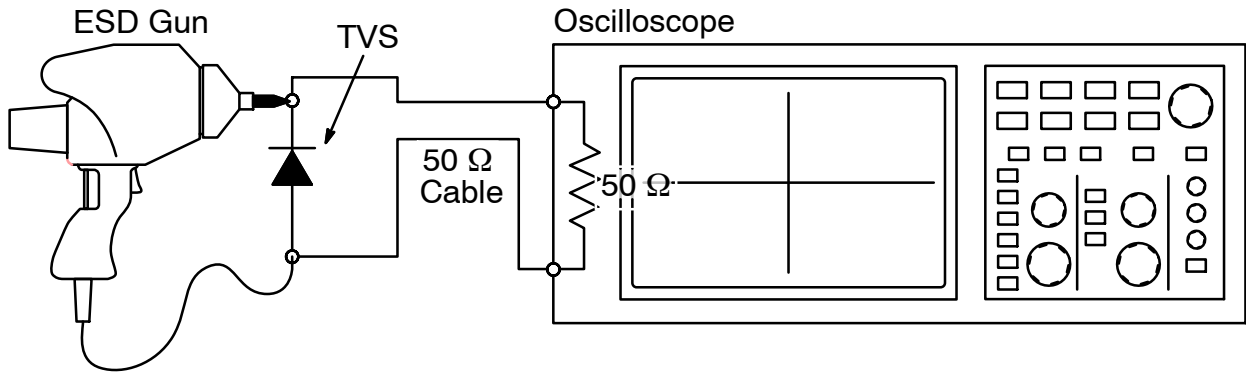 ESD Gun
TVS
Oscilloscope
50 Ω
Cable
50 Ω